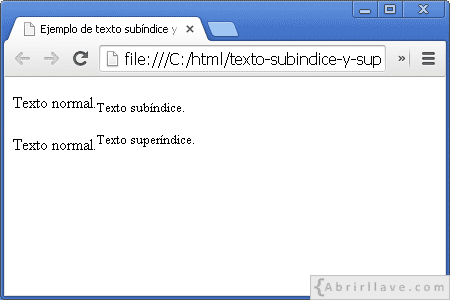 Ejemplo de texto subíndice y
file:///C:/html/texto-subindice-y-sup
Texto normal.Texto subíndice.
Texto normal.Texto superíndice.
{Abrirllave.com